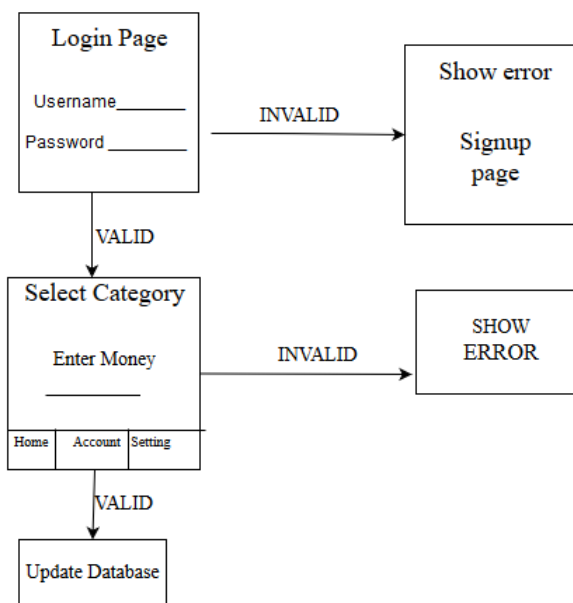 Login Page
Username
Password
INVALID
Show error
Signup
page
VALID
Select Category
Enter Money
Home Account Setting
INVALID
SHOW
ERROR
VALID
Update Database